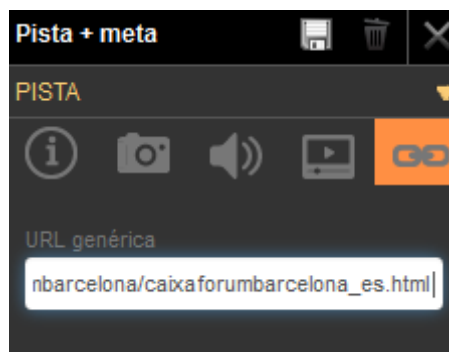 Pista + meta
PISTA
URL genérica
nbarcelona/caixaforumbarcelona_es.html